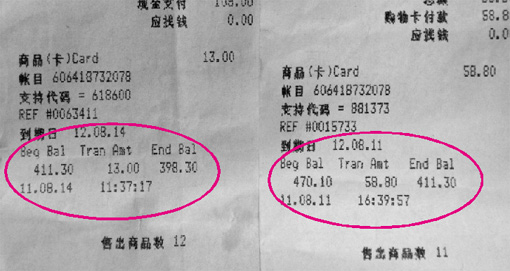 现金支付 108.00
应找钱 0.00
商品(卡)Card 13.00
帐目 606418732078
支持代码 = 618600
REF #0063411
到期日 12.08.14
Beg Bal Tran Amt End Bal
411.30 13.00 398.30
11.08.14 11:37:17
售出商品数 12
购物卡付款 58.8
应找钱 0.0
商品(卡)Card 58.80
帐目 606418732078
支持代码 = 881373
REF #0015733
到期日 12.08.11
Beg Bal Tran Amt End Bal
470.10 58.80 411.30
11.08.11 16:39:57
售出商品数 11